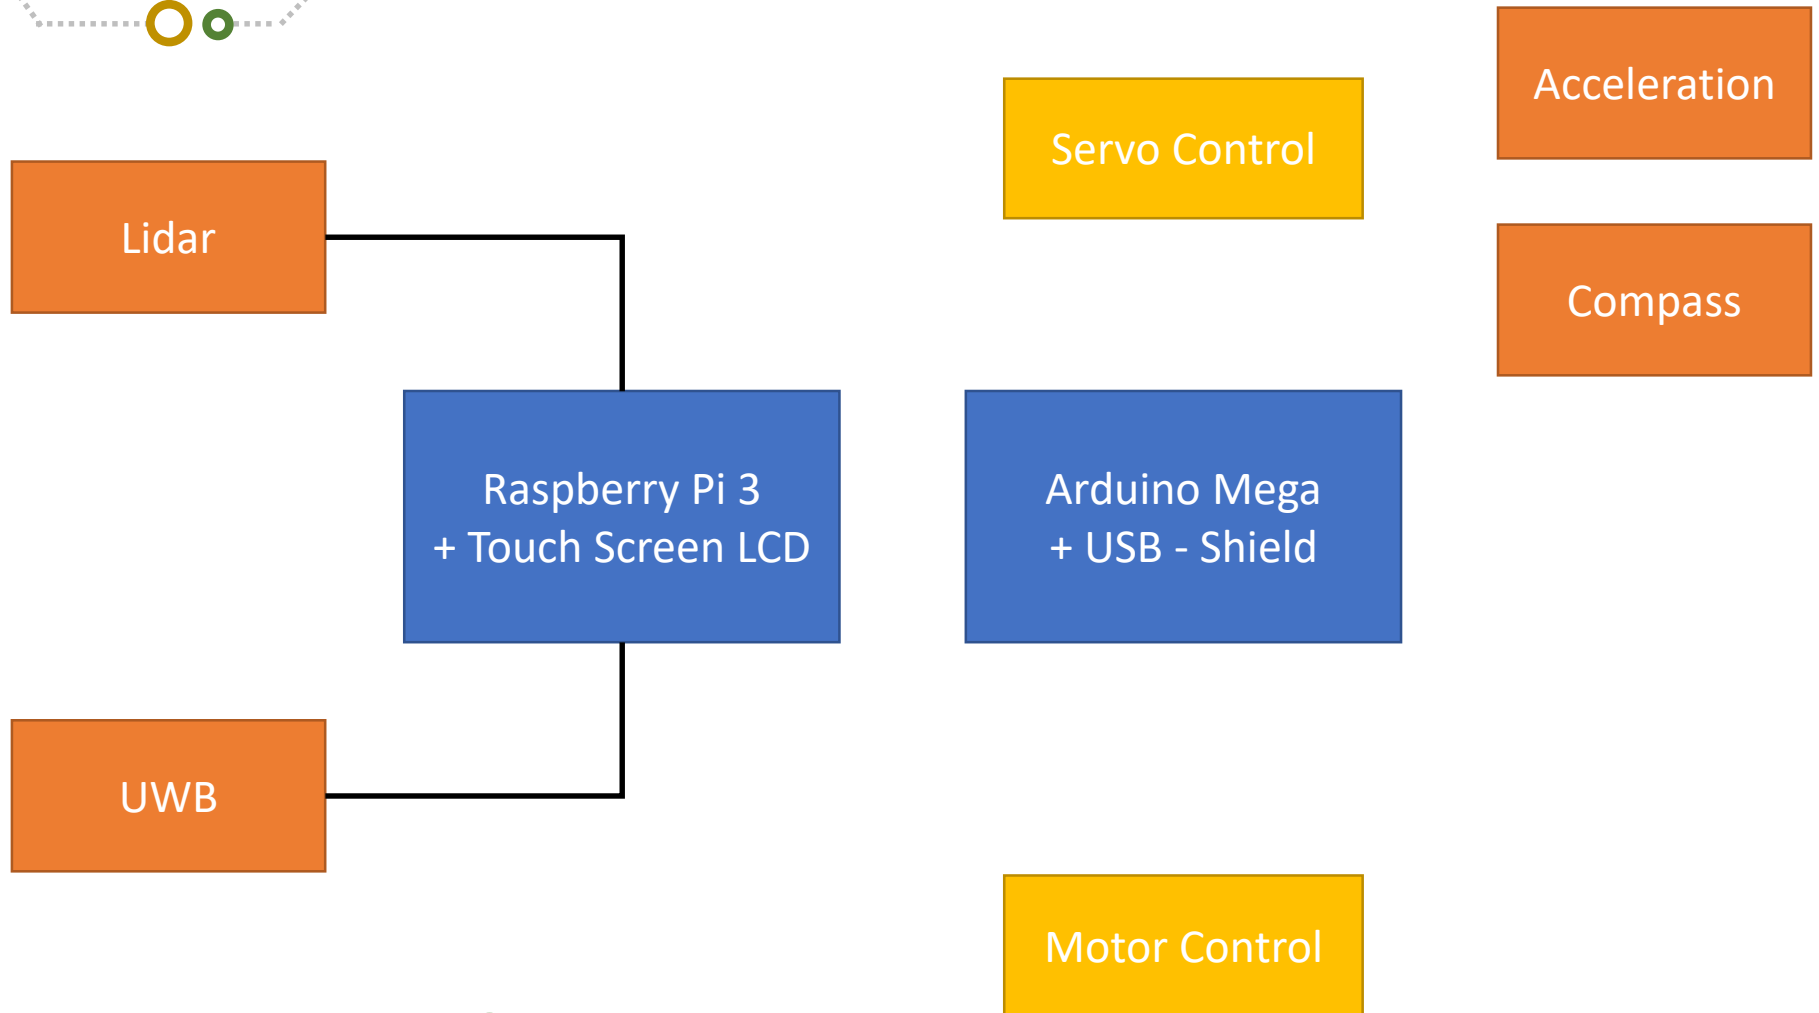 Acceleration
Servo Control
Lidar
Compass
Raspberry Pi 3
+ Touch Screen LCD
Arduino Mega
+ USB - Shield
UWB
Motor Control